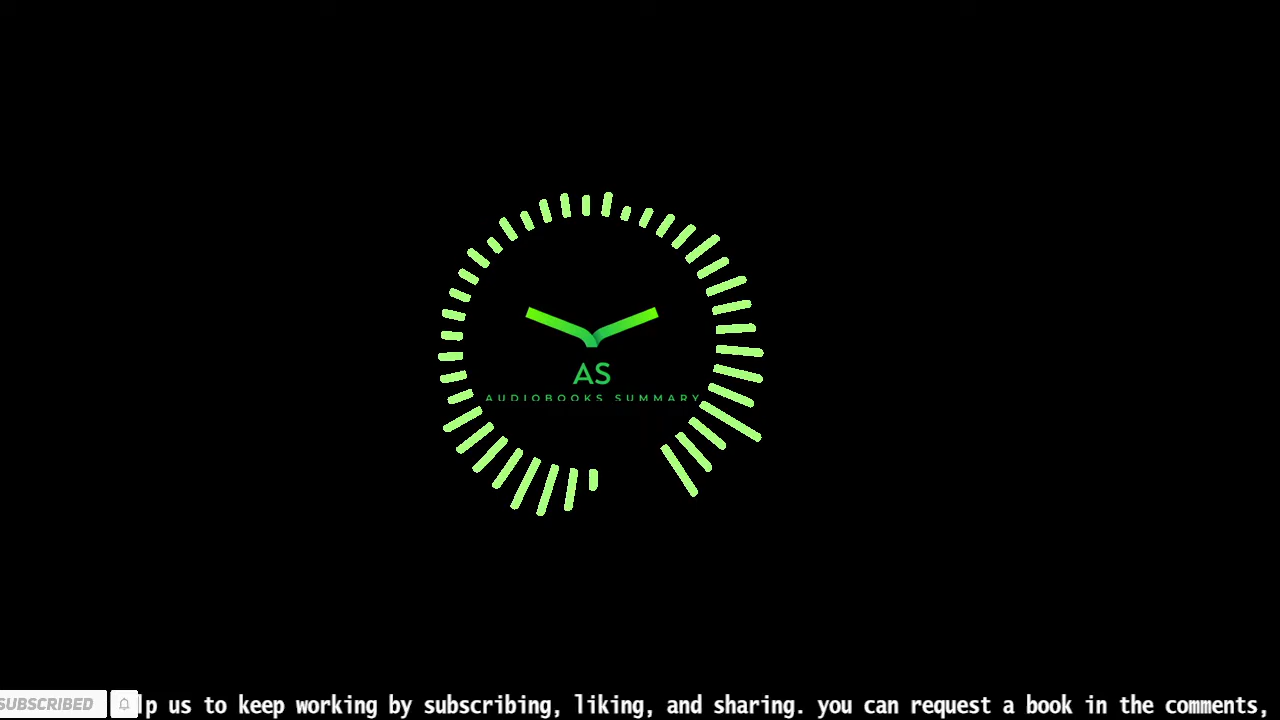 AS
AUDIOBOOKS SUMMARY
SUBSCRIBED
lp us to keep working by subscribing, liking, and sharing. you can request a book in the comments,